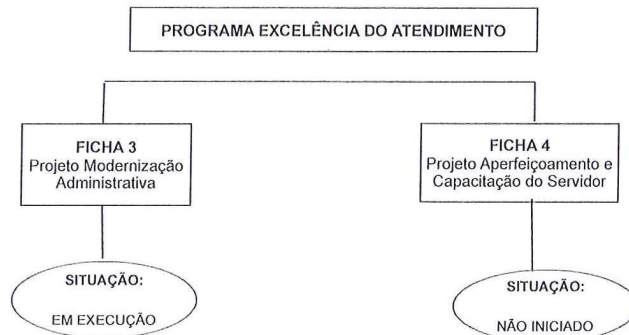 PROGRAMA EXCELÊNCIA DO ATENDIMENTO
FICHA 3
Projeto Modernização
Administrativa
FICHA 4
Projeto Aperfeiçoamento e
Capacitação do Servidor
SITUAÇÃO:
EM EXECUÇÃO
SITUAÇÃO:
NÃO INICIADO